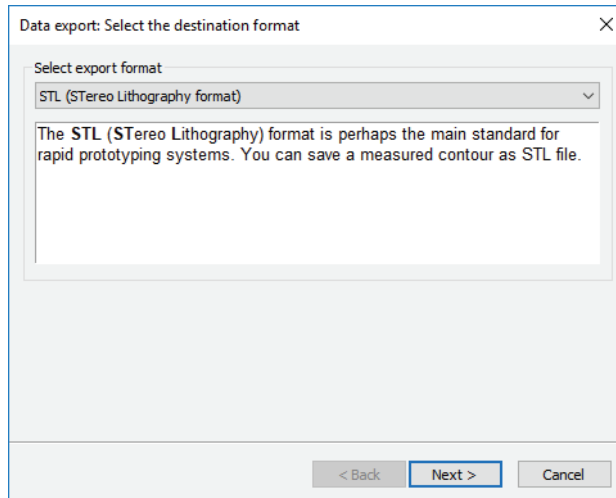 Data export: Select the destination format
Select export format
STL (STereo Lithography format)
The STL (STereo Lithography) format is perhaps the main standard for
rapid prototyping systems. You can save a measured contour as STL file.
< Back
Next >
Cancel